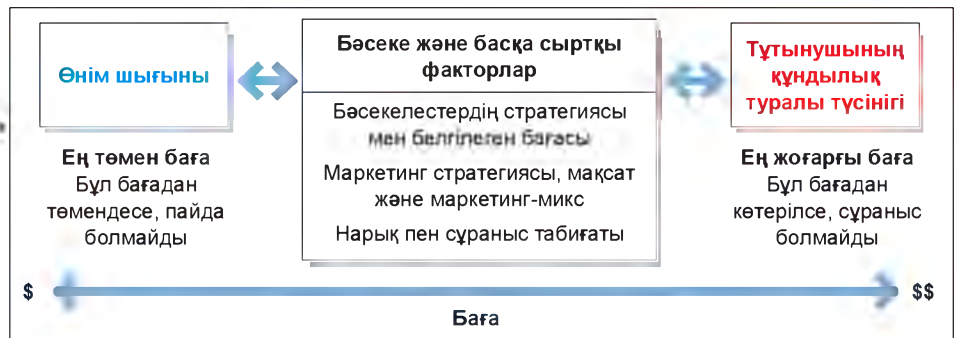 Өнім шығыны
Ең төмен баға
Бұл бағадан
төмендесе, пайда
болмайды
Бәсеке және басқа сыртқы
факторлар
Бәсекелестердің стратегиясы
мен белгіленген бағасы
Маркетинг стратегиясы, мақсат
және маркетинг-микс
Нарық пен сұраныс табиғаты
Тұтынушының
құндылық
туралы түсінігі
Ең жоғарғы баға
Бұл бағадан
көтерілсе, сұраныс
болмайды
$
$$
Баға